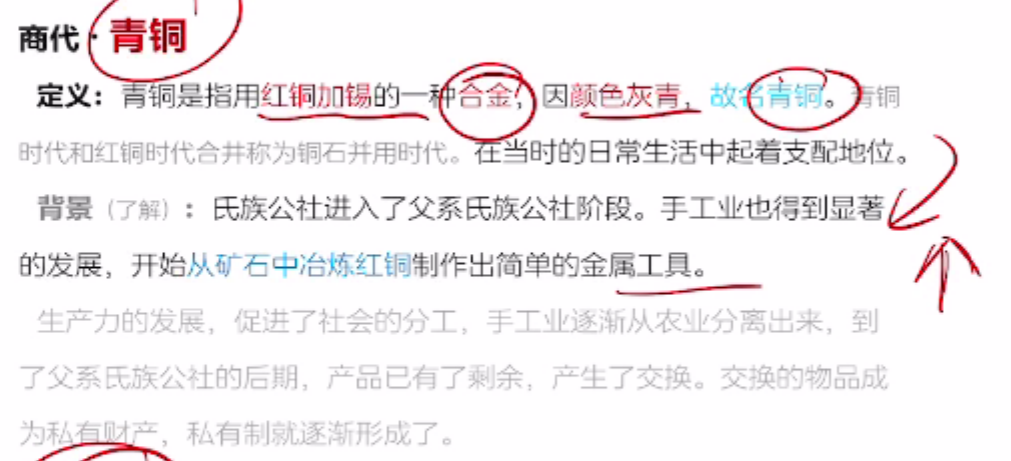 商代·青铜
定义：青铜是指用红铜加锡的一种合金，因颜色灰青，故名青铜。青铜
时代和红铜时代合并称为铜石并用时代。在当时的日常生活中起着支配地位。
背景（了解）：氏族公社进入了父系氏族公社阶段。手工业也得到显著
的发展，开始从矿石中冶炼红铜制作出简单的金属工具。
生产力的发展，促进了社会的分工，手工业逐渐从农业分离出来，到
了父系氏族公社的后期，产品已有了剩余，产生了交换。交换的物品成
为私有财产，私有制就逐渐形成了。